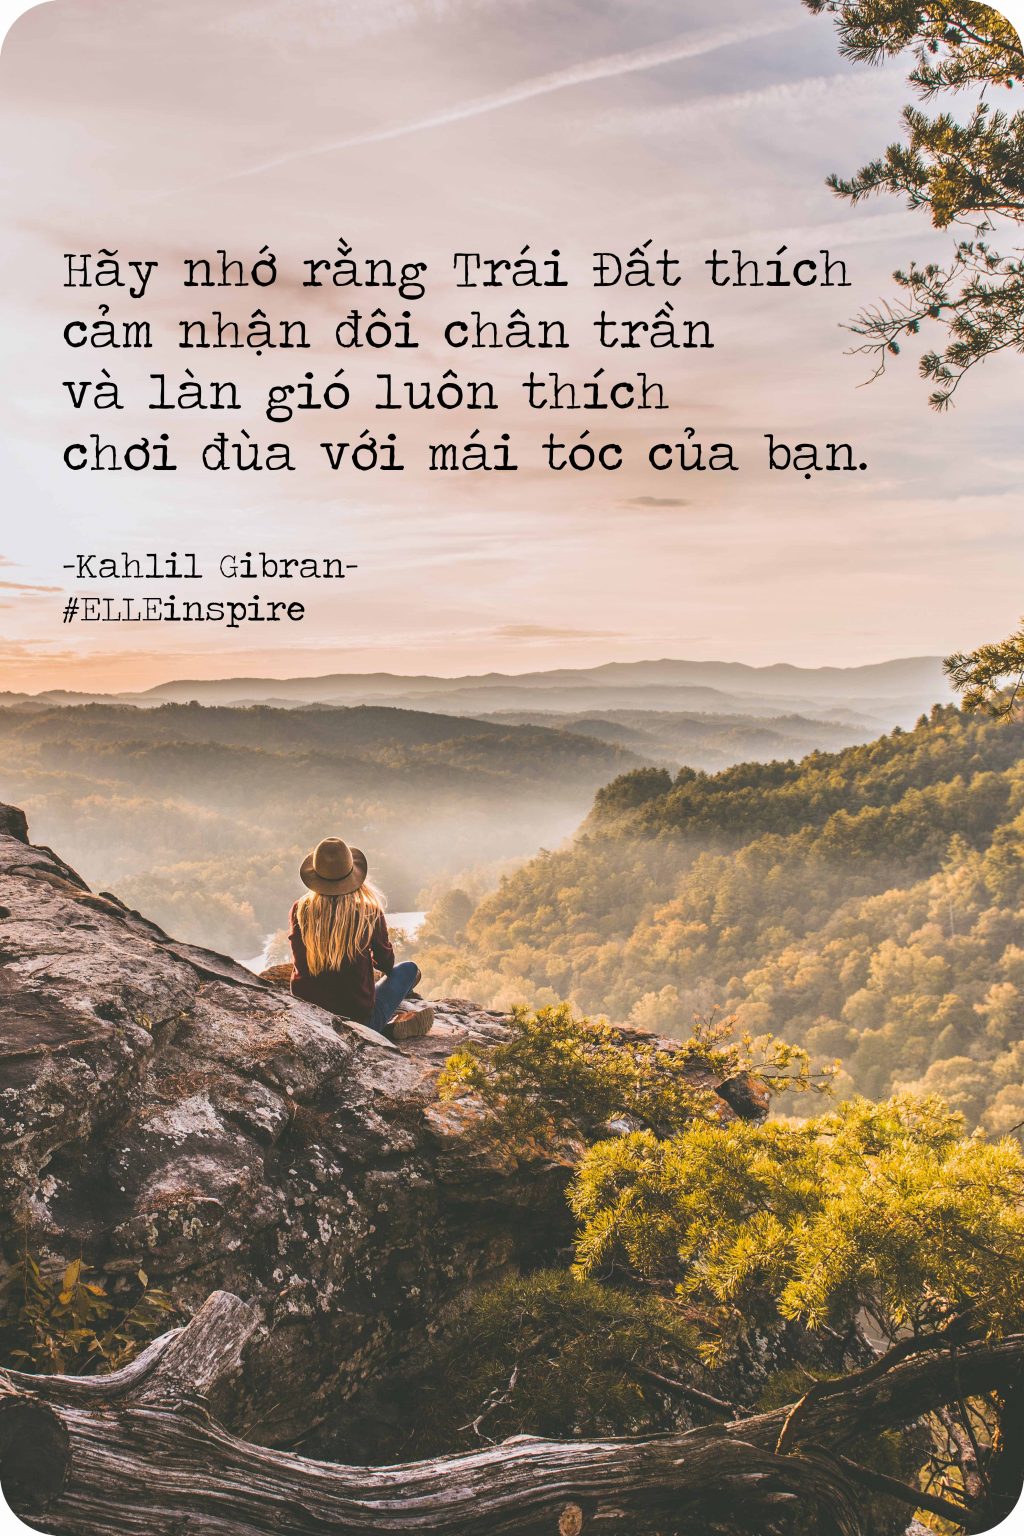 Hãy nhớ rằng Trái Đất thích
cảm nhận đôi chân trần
và làn gió luôn thích
chơi đùa với mái tóc của bạn.
-Kahlil Gibran-
#ELLEinspire